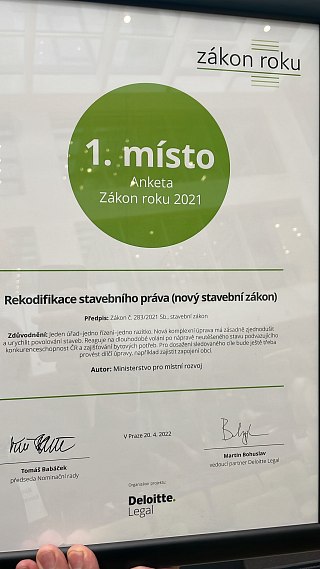 zákon roku
1. místo
Anketa
Zákon roku 2021
Rekodifikace stavebního práva (nový stavební zákon)
Předpis: Zákon č. 283/2021 Sb., stavební zákon
Zdůvodnění: Jeden úřad–jedno řízení–jedno razítko. Nová komplexní úprava má zásadně zjednodušit
a urychlit povolování staveb. Reaguje na dlouhodobé volání po nápravě neutěšeného stavu podvazujícího
konkurenceschopnost ČR a zajišťování bytových potřeb. Pro dosažení sledovaného cíle bude ještě třeba
provést dílčí úpravy, například zajistit zapojení obcí.
Autor: Ministerstvo pro místní rozvoj
V Praze 20. 4. 2022
Tomáš Babáček
předseda Nominační rady
Martin Bohuslav
vedoucí partner Deloitte Legal
Organizátor projektu:
Deloitte.
Legal